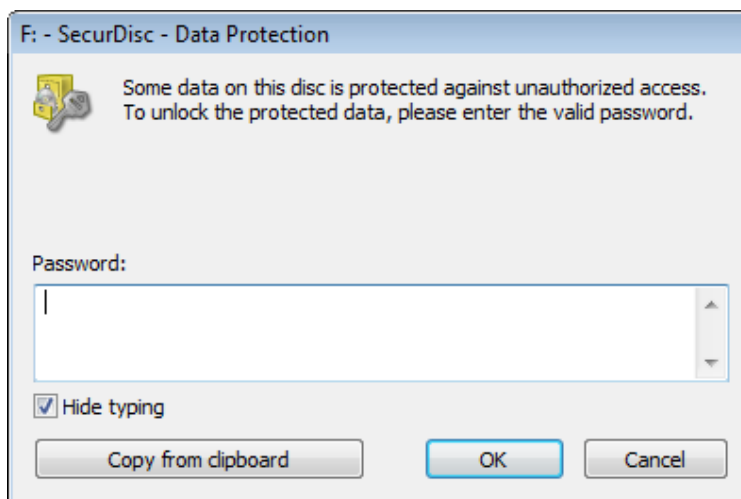 F: - SecurDisc - Data Protection
Some data on this disc is protected against unauthorized access.
To unlock the protected data, please enter the valid password.
Password:
Hide typing
Copy from clipboard
OK
Cancel